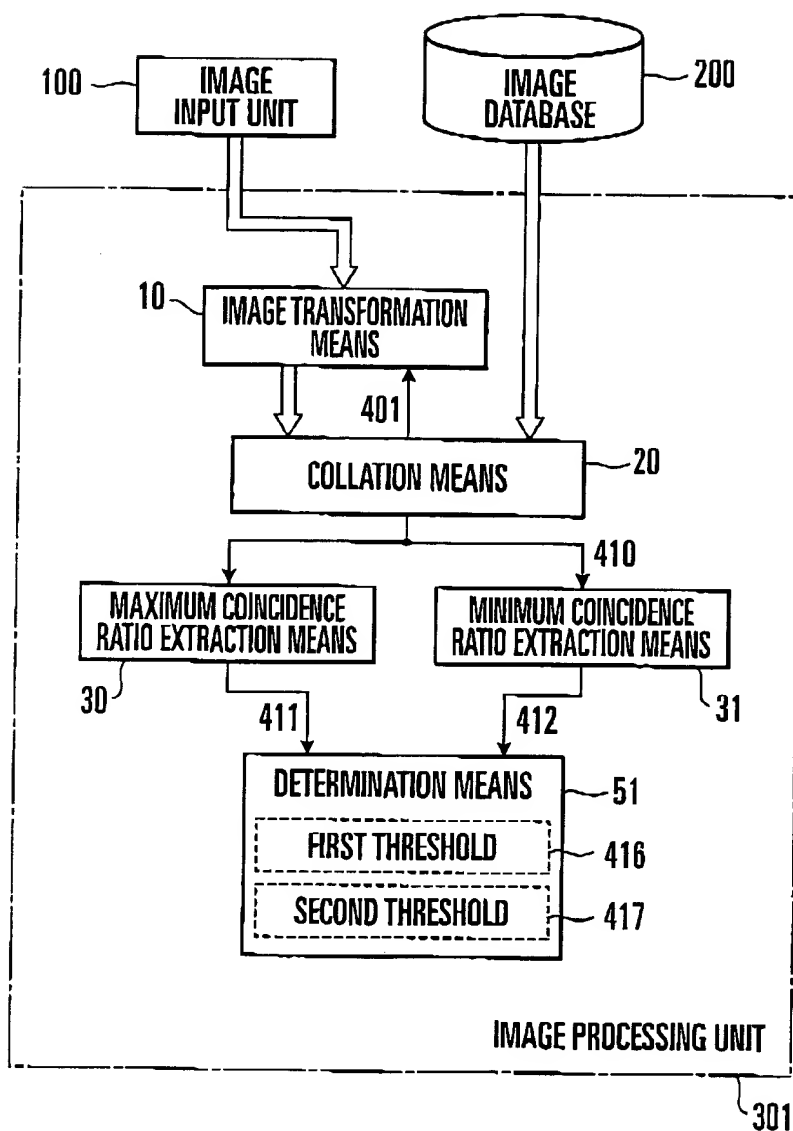 100
IMAGE
INPUT UNIT
IMAGE
DATABASE
200
10
IMAGE TRANSFORMATION
MEANS
401
COLLATION MEANS
20
410
MAXIMUM COINCIDENCE
RATIO EXTRACTION MEANS
30
MINIMUM COINCIDENCE
RATIO EXTRACTION MEANS
31
411
412
DETERMINATION MEANS
51
FIRST THRESHOLD
416
SECOND THRESHOLD
417
IMAGE PROCESSING UNIT
301